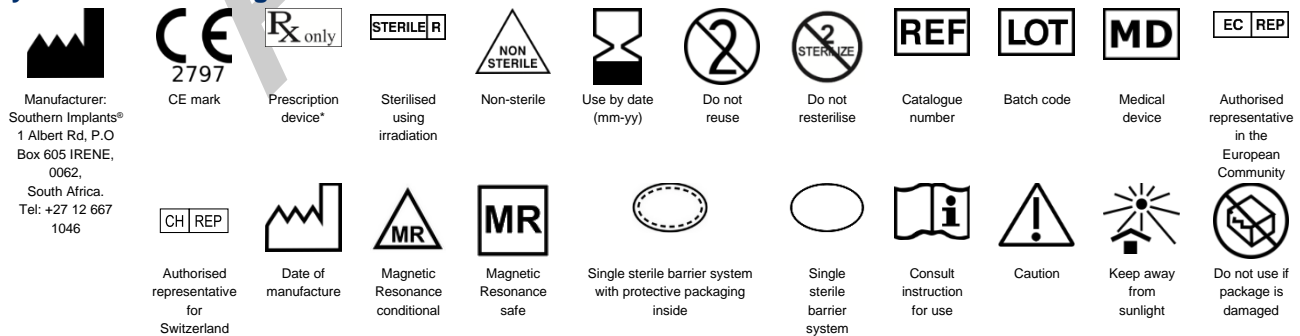 2797
Rx only
STERILE R
NON
STERILE
2
2
STERILIZE
REF
LOT
MD
EC REP
Manufacturer:
Southern Implants®
1 Albert Rd, P.O
Box 605 IRENE,
0062,
South Africa.
Tel: +27 12 667
1046
CE mark
Prescription
device*
Sterilised
using
irradiation
Non-sterile
Use by date
(mm-yy)
Do not
reuse
Do not
resterilise
Catalogue
number
Batch code
Medical
device
Authorised
representative
in the
European
Community
CH REP
MR
MR
i
Authorised
representative
for
Switzerland
Date of
manufacture
Magnetic
Resonance
conditional
Magnetic
Resonance
safe
Single sterile barrier system
with protective packaging
inside
Single
sterile
barrier
system
Consult
instruction
for use
Caution
Keep away
from
sunlight
Do not use if
package is
damaged